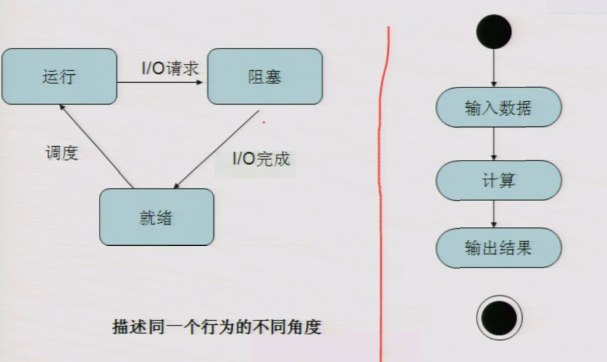 运行
I/O请求
阻塞
调度
I/O完成
就绪
描述同一个行为的不同角度
输入数据
计算
输出结果